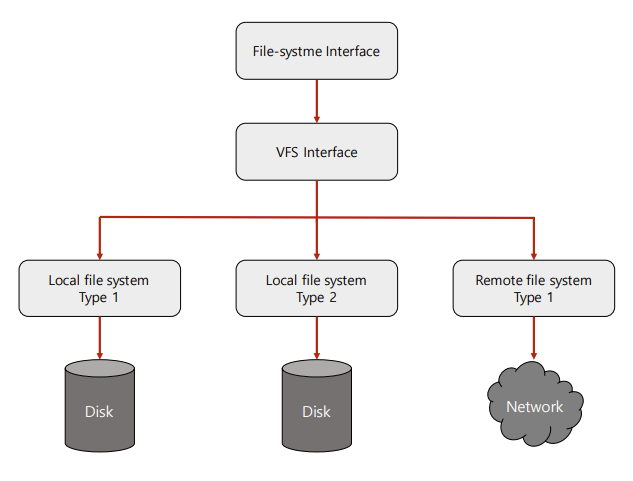 File-systme Interface
VFS Interface
Local file system
Type 1
Local file system
Type 2
Remote file system
Type 1
Disk
Disk
Network